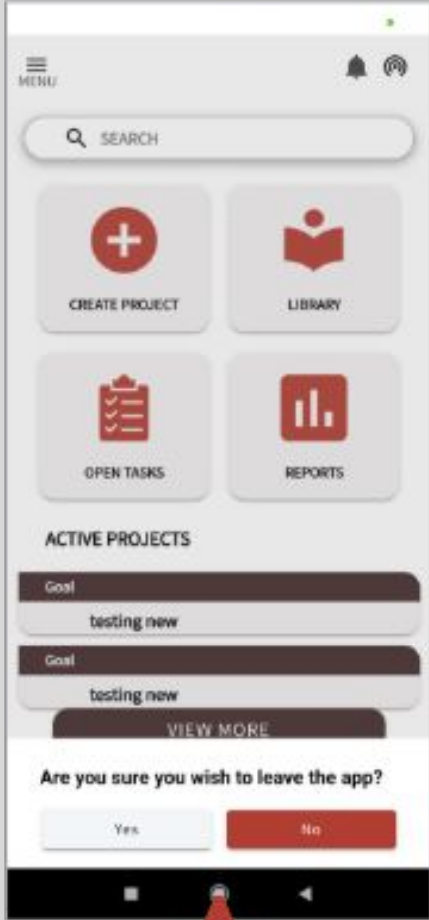 MENU
SEARCH
CREATE PROJECT
LIBRARY
OPEN TASKS
REPORTS
ACTIVE PROJECTS
Goal
testing new
Goal
testing new
VIEW MORE
Are you sure you wish to leave the app?
Yes
No